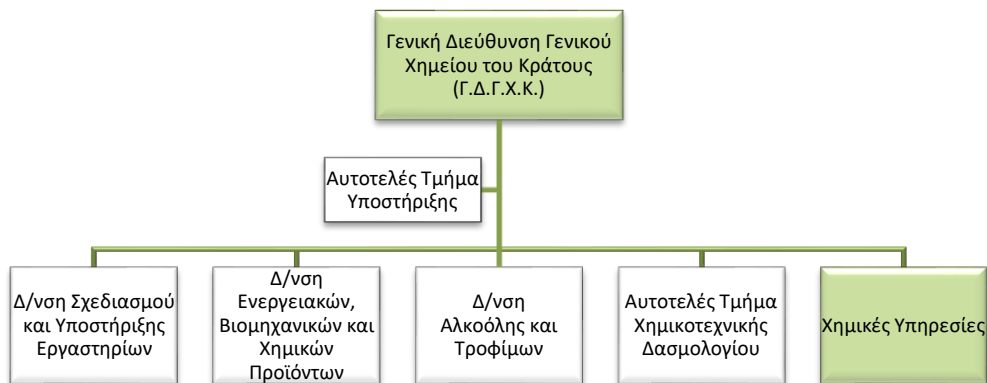 Γενική Διεύθυνση Γενικού
Χημείου του Κράτους
(Γ.Δ.Γ.Χ.Κ.)
Αυτοτελές Τμήμα
Υποστήριξης
Δ/νση Σχεδιασμού
και Υποστήριξης
Εργαστηρίων
Δ/νση
Ενεργειακών,
Βιομηχανικών και
Χημικών
Προϊόντων
Δ/νση
Αλκοόλης και
Τροφίμων
Αυτοτελές Τμήμα
Χημικοτεχνικής
Δασμολογίου
Χημικές Υπηρεσίες